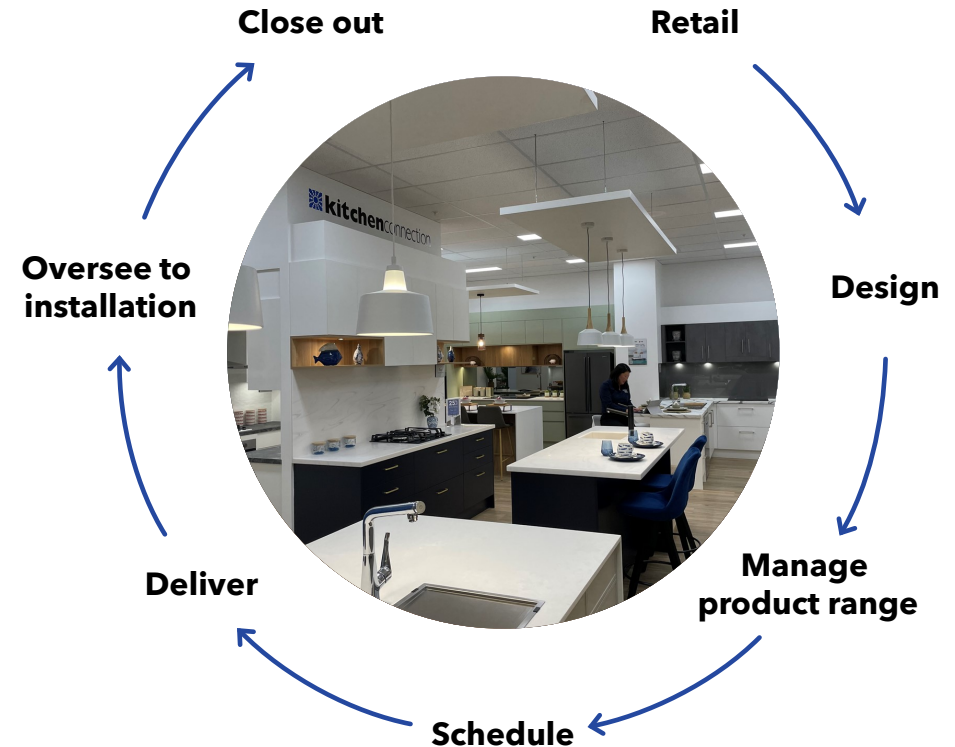 Close out
Retail
kitchenconnection
Oversee to
installation
Design
Manage
product range
Deliver
Schedule